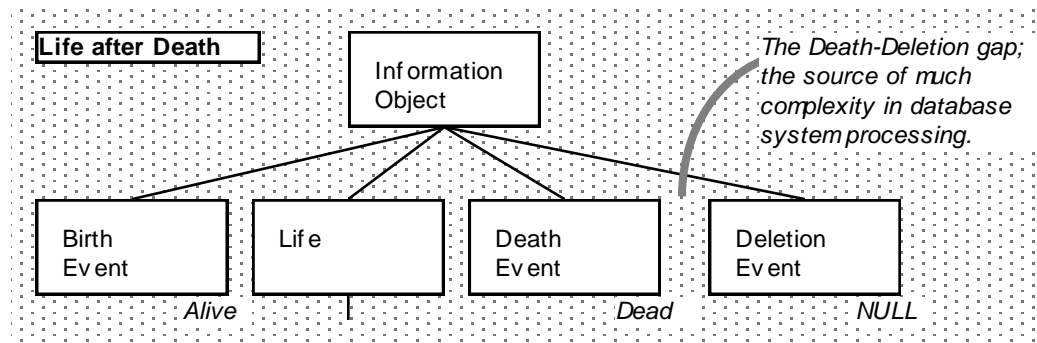 Life after Death
Information
Object
The Death-Deletion gap;
the source of much
complexity in database
system processing.
Birth
Event
Life
Death
Event
Deletion
Event
Alive
Dead
NULL